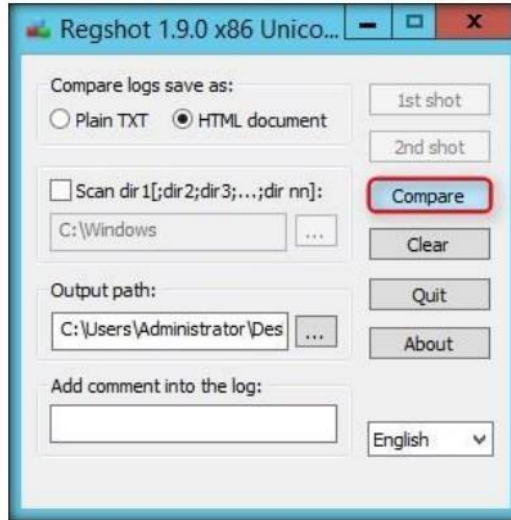 Regshot 1.9.0 x86 Unico...
Compare logs save as:
Plain TXT
HTML document
1st shot
2nd shot
Scan dir1[;dir2;dir3;...;dir nn]:
Compare
C:\Windows
...
Clear
Output path:
Quit
C:\Users\Administrator\Des
...
About
Add comment into the log:
English